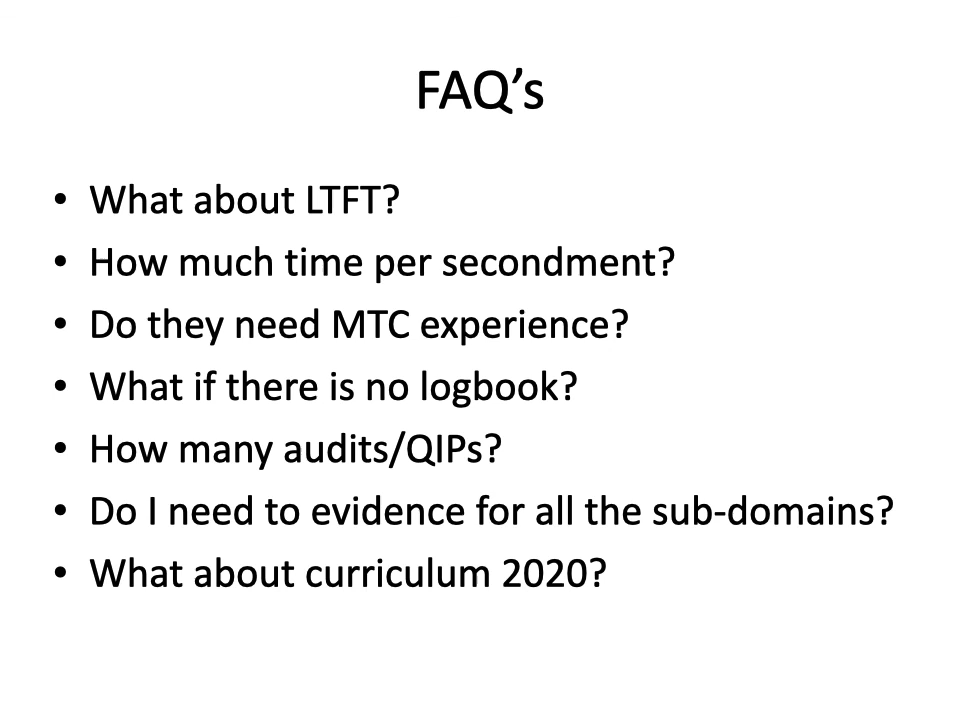 FAQ’s
• What about LTFT?
• How much time per secondment?
• Do they need MTC experience?
• What if there is no logbook?
• How many audits/QIPs?
• Do I need to evidence for all the sub-domains?
• What about curriculum 2020?